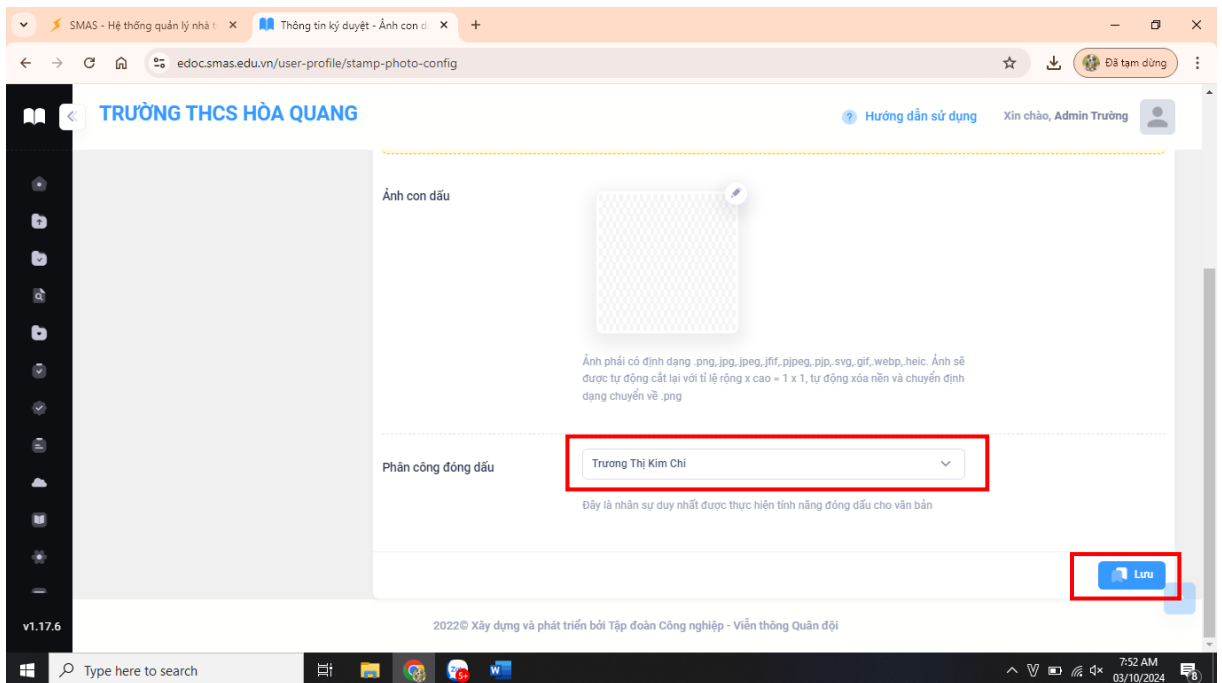 SMAS - Hệ thống quản lý nhà t
Thông tin ký duyệt - Ảnh con d
edoc.smas.edu.vn/user-profile/stamp-photo-config
Đã tạm dừng
TRƯỜNG THCS HÒA QUANG
Hướng dẫn sử dụng
Xin chào, Admin Trường
Ảnh con dấu
Ảnh phải có định dạng .png,.jpg,.jpeg,.jfif,.pjpeg,.pjp,.svg,.gif,.webp,.heic. Ảnh sẽ
được tự động cắt lại với tỉ lệ rộng x cao = 1 x 1, tự động xóa nền và chuyển định
dạng chuyển về .png
Phân công đóng dấu
Trương Thị Kim Chi
Đây là nhân sự duy nhất được thực hiện tính năng đóng dấu cho văn bản
Lưu
v1.17.6
2022© Xây dựng và phát triển bởi Tập đoàn Công nghiệp - Viễn thông Quân đội
Type here to search
Zalo
5+
W
7:52 AM
03/10/2024
8